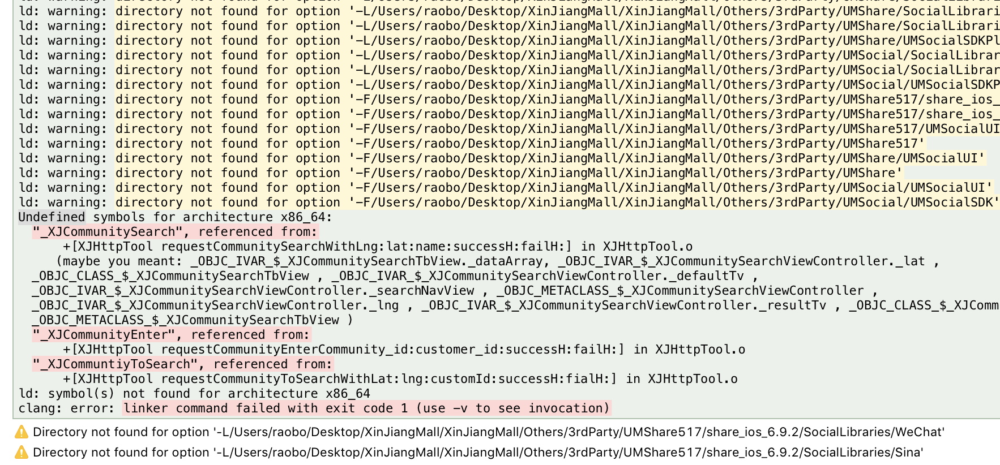 ld: warning: directory not found for option '-L/Users/raobo/Desktop/XinJiangMall/XinJiangMall/Others/3rdParty/UMShare/SocialLibrari
ld: warning: directory not found for option '-L/Users/raobo/Desktop/XinJiangMall/XinJiangMall/Others/3rdParty/UMShare/SocialLibrari
ld: warning: directory not found for option '-L/Users/raobo/Desktop/XinJiangMall/XinJiangMall/Others/3rdParty/UMShare/SocialLibrari
ld: warning: directory not found for option '-L/Users/raobo/Desktop/XinJiangMall/XinJiangMall/Others/3rdParty/UMShare/UMSocialSDKPl
ld: warning: directory not found for option '-L/Users/raobo/Desktop/XinJiangMall/XinJiangMall/Others/3rdParty/UMSocial/SocialLibrar
ld: warning: directory not found for option '-L/Users/raobo/Desktop/XinJiangMall/XinJiangMall/Others/3rdParty/UMSocial/SocialLibrar
ld: warning: directory not found for option '-L/Users/raobo/Desktop/XinJiangMall/XinJiangMall/Others/3rdParty/UMSocial/UMSocialSDKP
ld: warning: directory not found for option '-F/Users/raobo/Desktop/XinJiangMall/XinJiangMall/Others/3rdParty/UMShare517/share_ios_
ld: warning: directory not found for option '-F/Users/raobo/Desktop/XinJiangMall/XinJiangMall/Others/3rdParty/UMShare517/share_ios_
ld: warning: directory not found for option '-F/Users/raobo/Desktop/XinJiangMall/XinJiangMall/Others/3rdParty/UMShare517/UMSocialUI
ld: warning: directory not found for option '-F/Users/raobo/Desktop/XinJiangMall/XinJiangMall/Others/3rdParty/UMShare517'
ld: warning: directory not found for option '-F/Users/raobo/Desktop/XinJiangMall/XinJiangMall/Others/3rdParty/UMShare/UMSocialUI'
ld: warning: directory not found for option '-F/Users/raobo/Desktop/XinJiangMall/XinJiangMall/Others/3rdParty/UMShare'
ld: warning: directory not found for option '-F/Users/raobo/Desktop/XinJiangMall/XinJiangMall/Others/3rdParty/UMSocial/UMSocialUI'
ld: warning: directory not found for option '-F/Users/raobo/Desktop/XinJiangMall/XinJiangMall/Others/3rdParty/UMSocial/UMSocialSDK'
Undefined symbols for architecture x86_64:
"_XJCommunitySearch", referenced from:
+[XJHttpTool requestCommunitySearchWithLng:lat:name:successH:failH:] in XJHttpTool.o
(maybe you meant: _OBJC_IVAR_$_XJCommunitySearchTbView._dataArray, _OBJC_IVAR_$_XJCommunitySearchViewController._lat ,
_OBJC_CLASS_$_XJCommunitySearchTbView , _OBJC_IVAR_$_XJCommunitySearchViewController._defaultTv ,
_OBJC_IVAR_$_XJCommunitySearchViewController._searchNavView , _OBJC_METACLASS_$_XJCommunitySearchViewController ,
_OBJC_IVAR_$_XJCommunitySearchViewController._lng , _OBJC_IVAR_$_XJCommunitySearchViewController._resultTv , _OBJC_CLASS_$_XJComm
_OBJC_METACLASS_$_XJCommunitySearchTbView )
"_XJCommunityEnter", referenced from:
+[XJHttpTool requestCommunityEnterCommunity_id:customer_id:successH:failH:] in XJHttpTool.o
"_XJCommuntiyToSearch", referenced from:
+[XJHttpTool requestCommunityToSearchWithLat:lng:customId:successH:fialH:] in XJHttpTool.o
ld: symbol(s) not found for architecture x86_64
clang: error: linker command failed with exit code 1 (use -v to see invocation)
Directory not found for option '-L/Users/raobo/Desktop/XinJiangMall/XinJiangMall/Others/3rdParty/UMShare517/share_ios_6.9.2/SocialLibraries/WeChat'
Directory not found for option '-L/Users/raobo/Desktop/XinJiangMall/XinJiangMall/Others/3rdParty/UMShare517/share_ios_6.9.2/SocialLibraries/Sina'